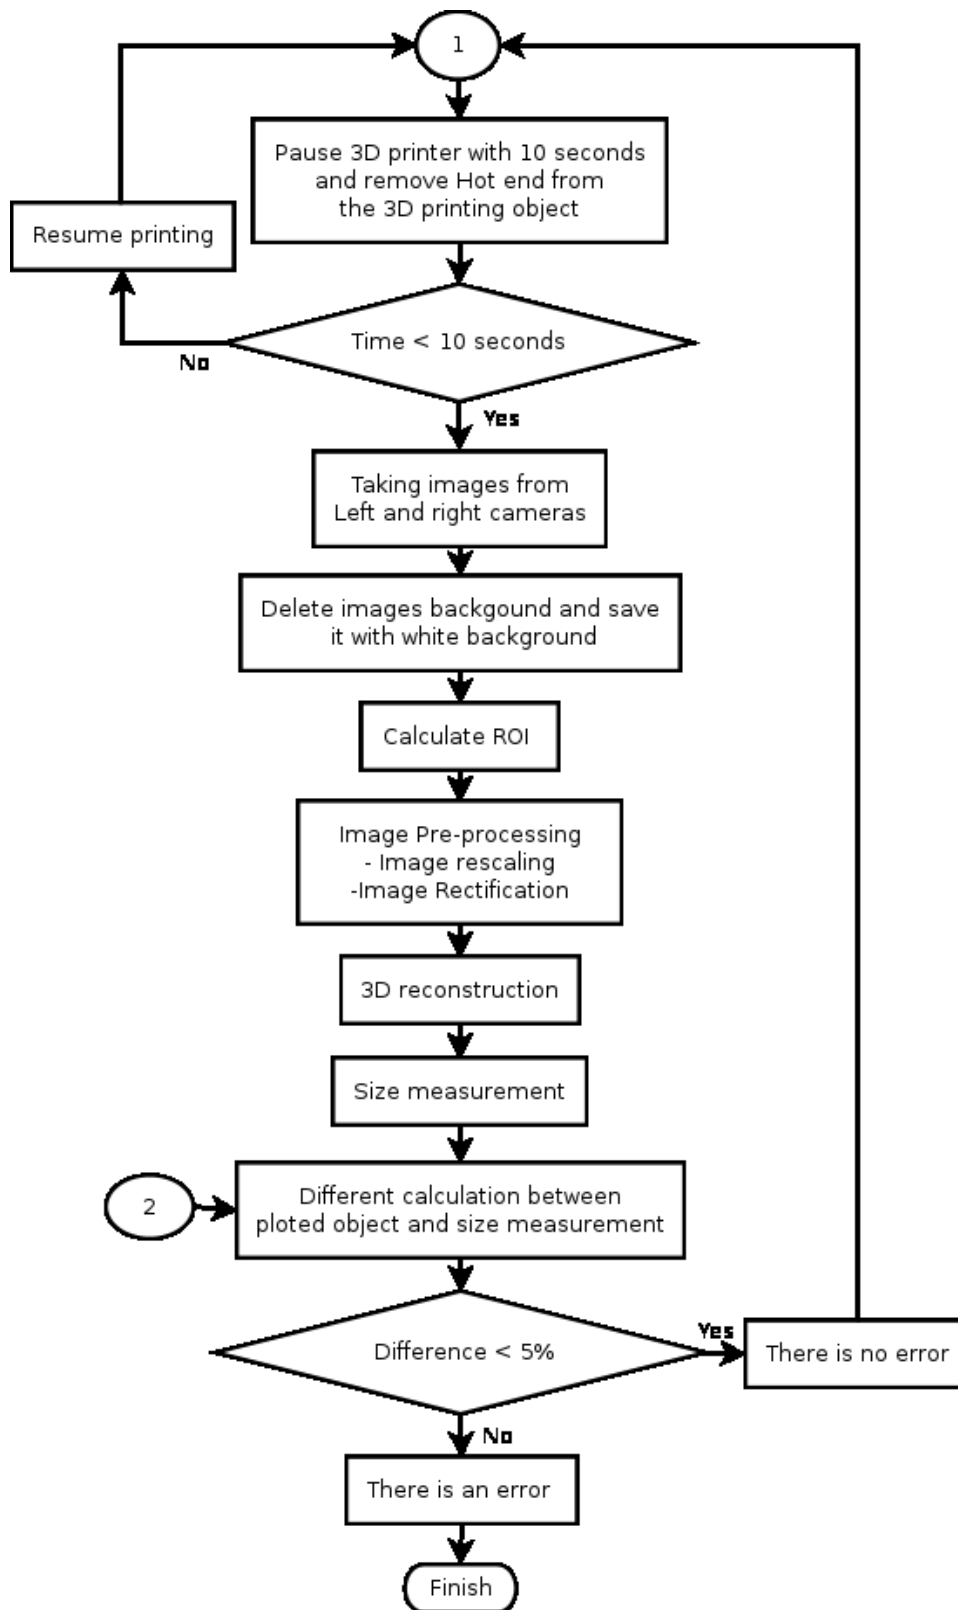 1
Pause 3D printer with 10 seconds
and remove Hot end from
the 3D printing object
Resume printing
Time < 10 seconds
No
Yes
Taking images from
Left and right cameras
Delete images backgound and save
it with white background
Calculate ROI
Image Pre-processing
- Image rescaling
-Image Rectification
3D reconstruction
Size measurement
2
Different calculation between
ploted object and size measurement
Difference < 5%
Yes
There is no error
No
There is an error
Finish